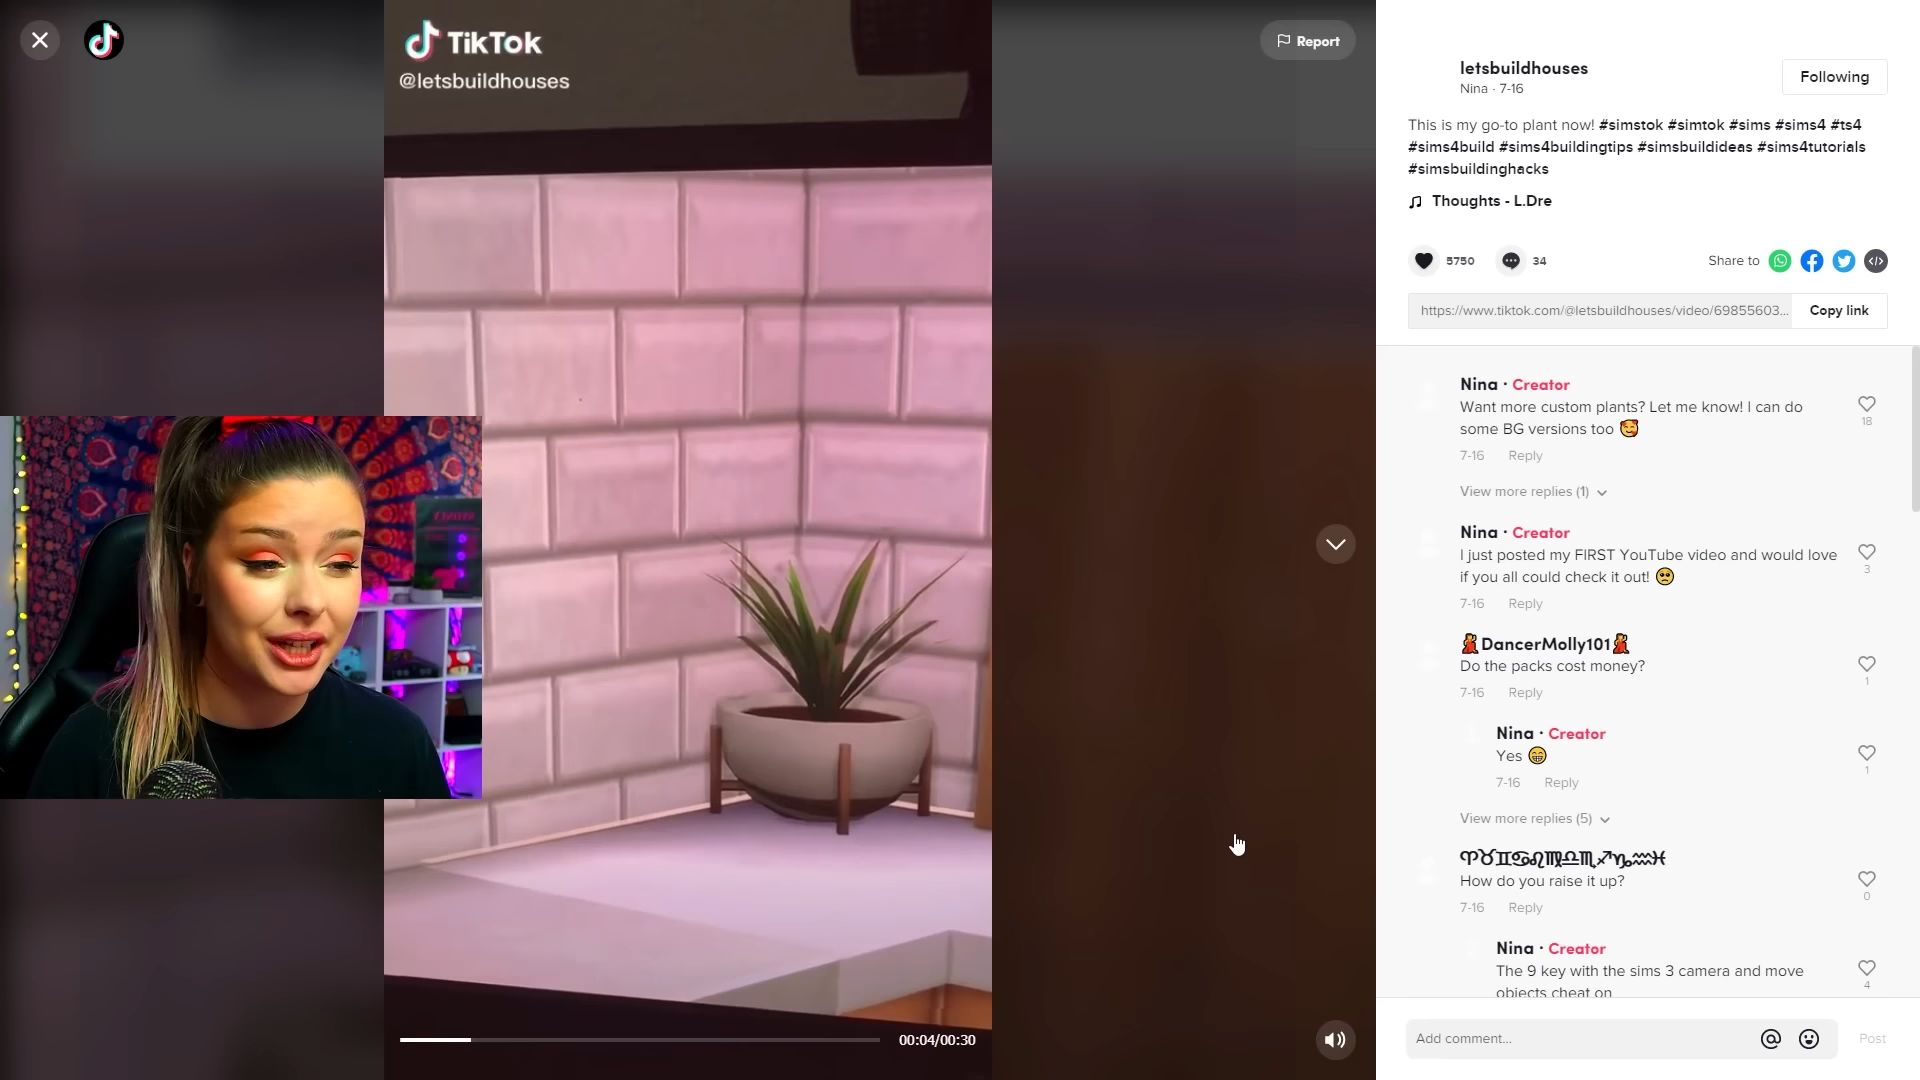 TikTok
@letsbuildhouses
Report
letsbuildhouses
Nina · 7-16
Following
This is my go-to plant now! #simstok #simtok #sims #sims4 #ts4
#sims4build #sims4buildingtips #simsbuildideas #sims4tutorials
#simsbuildinghacks
Thoughts - L.Dre
5750
34
Share to
https://www.tiktok.com/@letsbuildhouses/video/69855603...
Copy link
Nina · Creator
Want more custom plants? Let me know! I can do
some BG versions too 🥰
18
7-16 Reply
View more replies (1)
Nina · Creator
I just posted my FIRST YouTube video and would love
if you all could check it out! 🥺
3
7-16 Reply
💃DancerMolly101💃
Do the packs cost money?
1
7-16 Reply
Nina · Creator
Yes 😁
1
7-16 Reply
View more replies (5)
♈♉♊♋♌♍♎♏♐♑♒♓
How do you raise it up?
0
7-16 Reply
Nina · Creator
The 9 key with the sims 3 camera and move
objects cheat on
4
00:04/00:30
Add comment...
Post